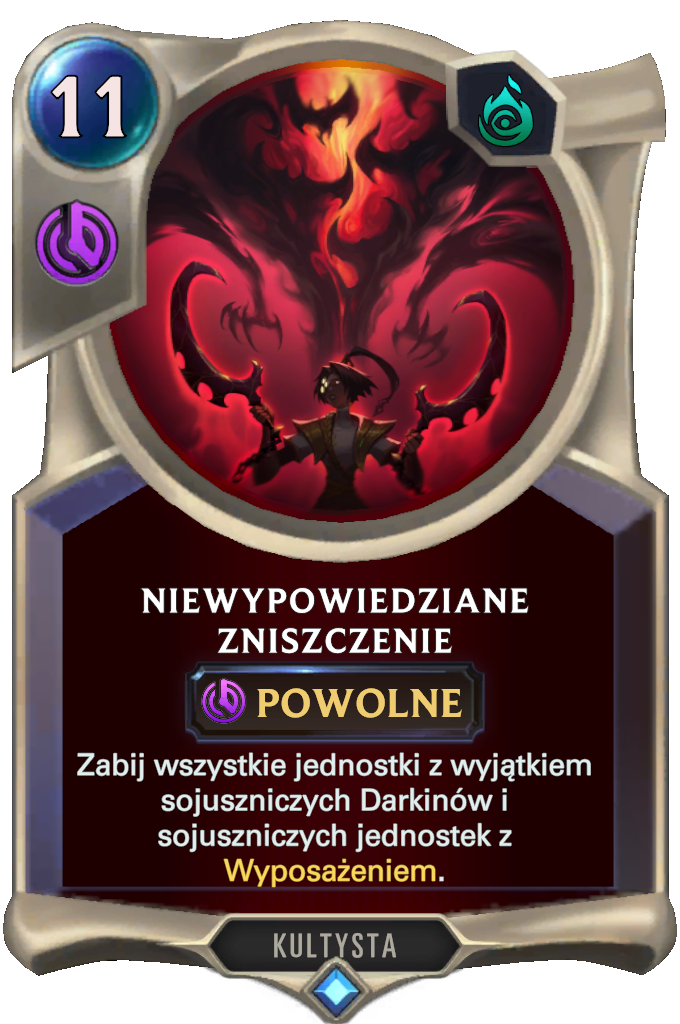 11
NIEWYPOWIEDZIANE
ZNISZCZENIE
POWOLNE
Zabij wszystkie jednostki z wyjątkiem
sojuszniczych Darkinów i
sojuszniczych jednostek z
Wyposażeniem.
KULTYSTA